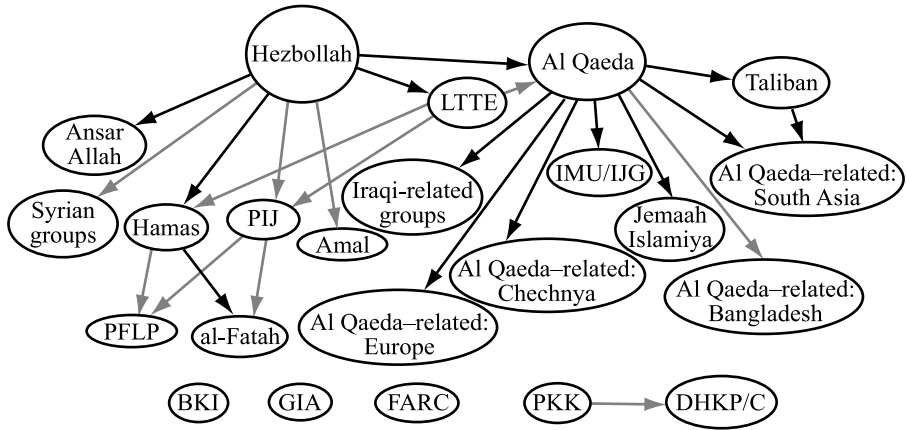 Hezbollah
Al Qaeda
Taliban
LTTE
Ansar
Allah
IMU/IJG
Al Qaeda–related:
South Asia
Iraqi-related
groups
Syrian
groups
Hamas
PIJ
Amal
Jemaah
Islamiya
Al Qaeda–related:
Chechnya
Al Qaeda–related:
Bangladesh
PFLP
al-Fatah
Al Qaeda–related:
Europe
BKI
GIA
FARC
PKK
DHKP/C